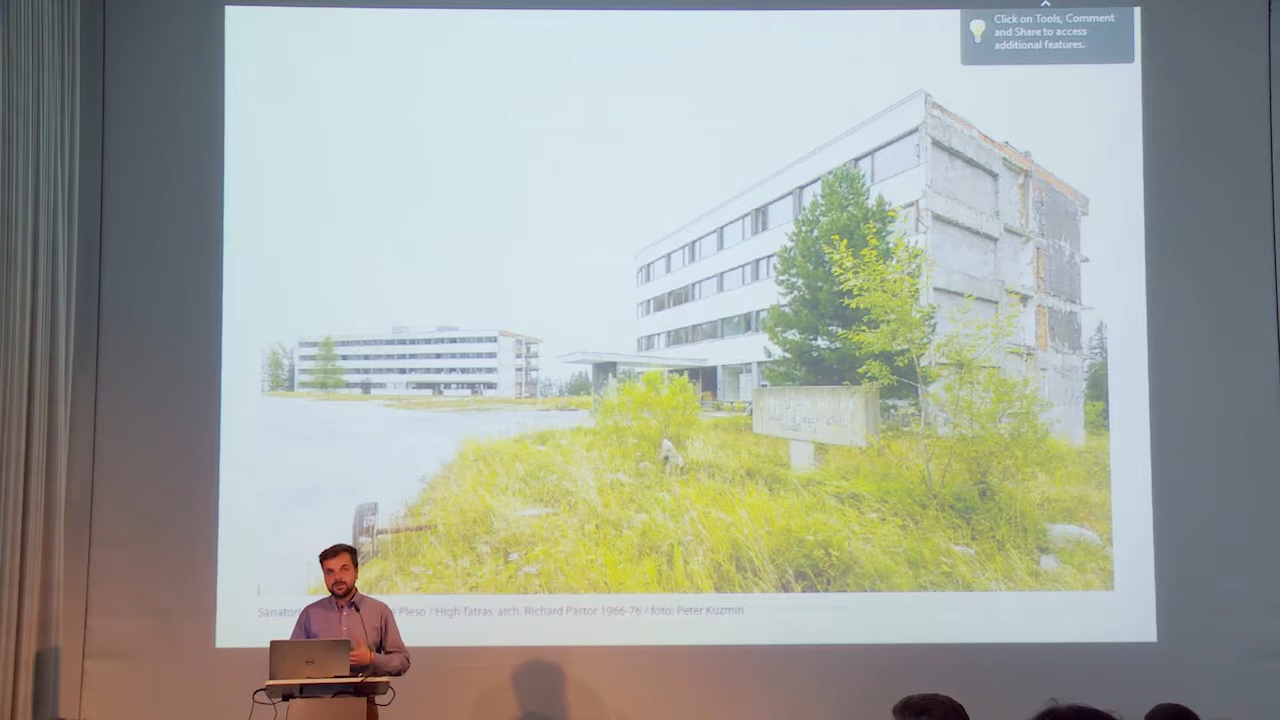 Click on Tools, Comment
and Share to access
additional features.
Pleso / High Tatras, arch. Richard Pastor 1966-76 / foto: Peter Kuzmin